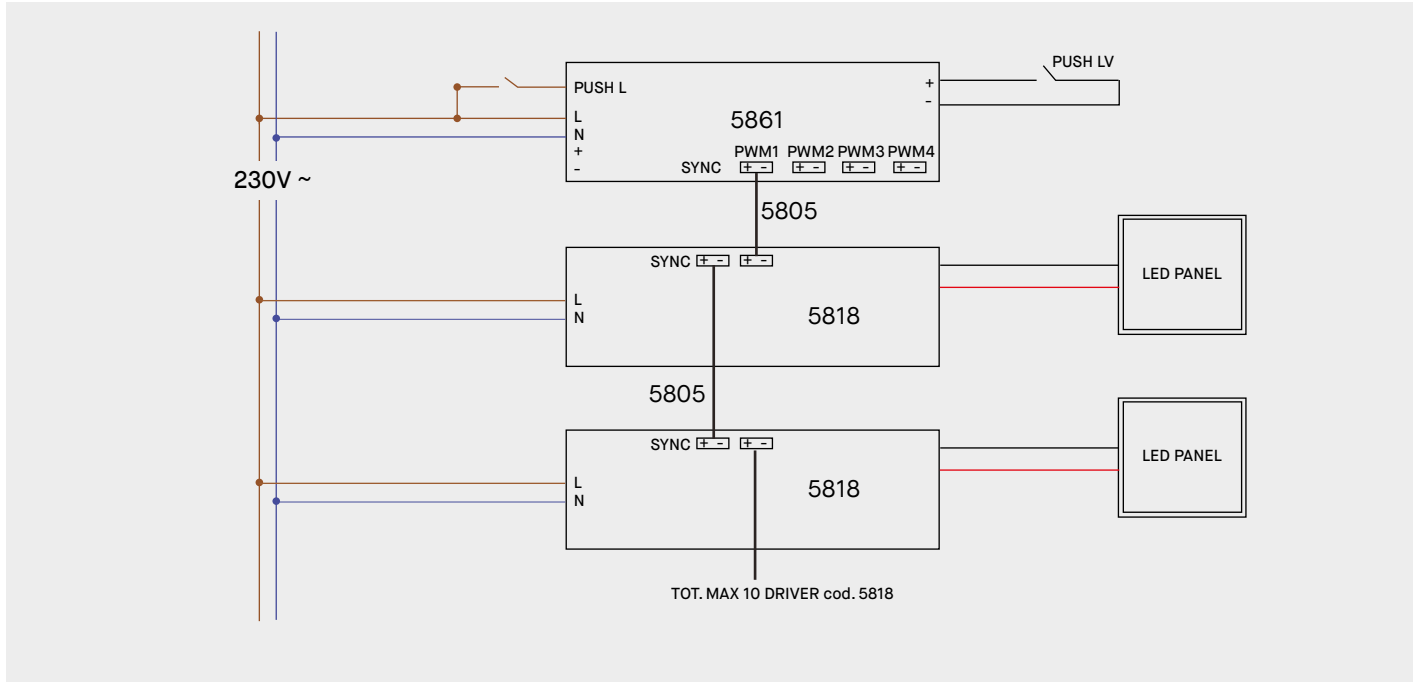 PUSH LV
PUSH L
+
-
L
N
+
-
5861
PWM1 PWM2 PWM3 PWM4
SYNC + - + - + - + -
230V ~
5805
SYNC + - + -
LED PANEL
L
N
5818
5805
SYNC + - + -
LED PANEL
L
N
5818
TOT. MAX 10 DRIVER cod. 5818